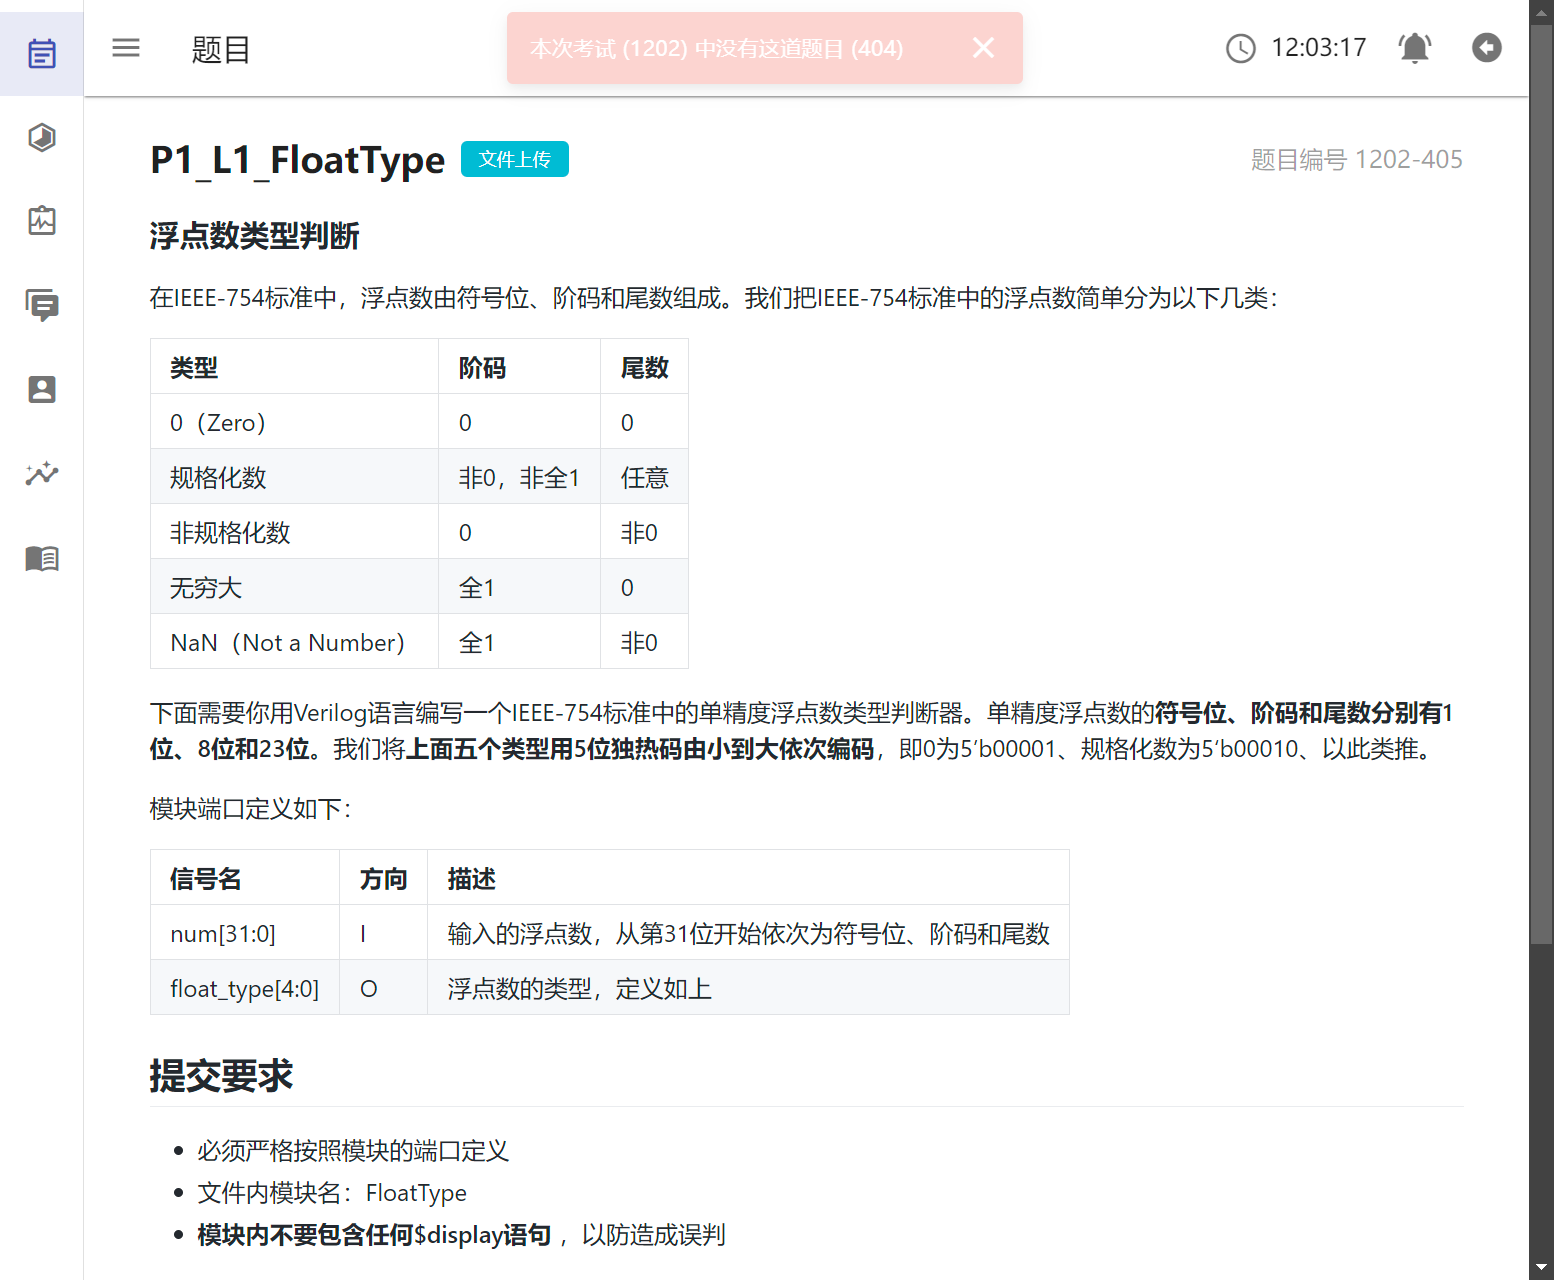 题目
本次考试 (1202) 中没有这道题目 (404)
12:03:17
P1_L1_FloatType
文件上传
题目编号 1202-405
浮点数类型判断
在IEEE-754标准中，浮点数由符号位、阶码和尾数组成。我们把IEEE-754标准中的浮点数简单分为以下几类：
类型 阶码 尾数
0（Zero） 0 0
规格化数 非0，非全1 任意
非规格化数 0 非0
无穷大 全1 0
NaN（Not a Number） 全1 非0
下面需要你用Verilog语言编写一个IEEE-754标准中的单精度浮点数类型判断器。单精度浮点数的符号位、阶码和尾数分别有1
位、8位和23位。我们将上面五个类型用5位独热码由小到大依次编码，即0为5'b00001、规格化数为5'b00010、以此类推。
模块端口定义如下：
信号名 方向 描述
num[31:0] I 输入的浮点数，从第31位开始依次为符号位、阶码和尾数
float_type[4:0] O 浮点数的类型，定义如上
提交要求
必须严格按照模块的端口定义
文件内模块名：FloatType
模块内不要包含任何$display语句 ，以防造成误判